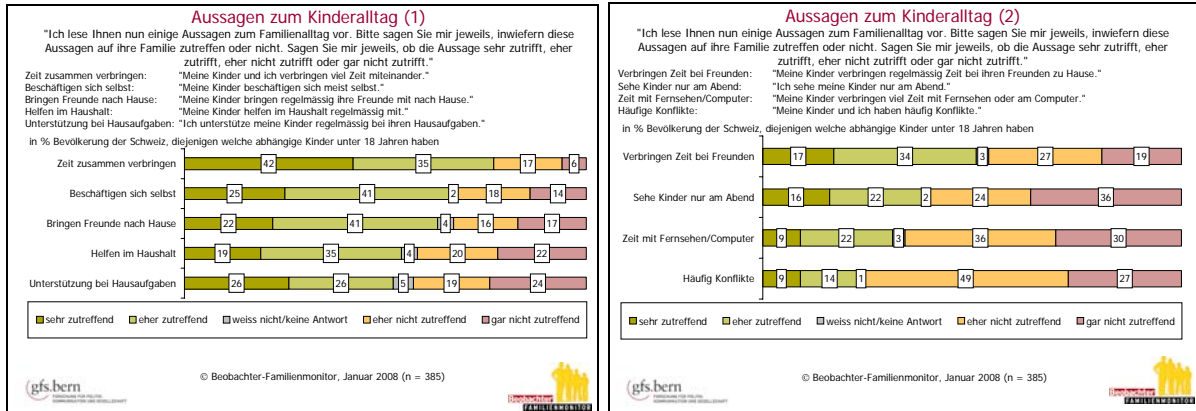 Aussagen zum Kinderalltag (1)
"Ich lese Ihnen nun einige Aussagen zum Familienalltag vor. Bitte sagen Sie mir jeweils, inwiefern diese
Aussagen auf ihre Familie zutreffen oder nicht. Sagen Sie mir jeweils, ob die Aussage sehr zutrifft, eher
zutrifft, eher nicht zutrifft oder gar nicht zutrifft."
Zeit zusammen verbringen: "Meine Kinder und ich verbringen viel Zeit miteinander."
Beschäftigen sich selbst: "Meine Kinder beschäftigen sich meist selbst."
Bringen Freunde nach Hause: "Meine Kinder bringen regelmässig ihre Freunde mit nach Hause."
Helfen im Haushalt: "Meine Kinder helfen im Haushalt regelmässig mit."
Unterstützung bei Hausaufgaben: "Ich unterstütze meine Kinder regelmässig bei ihren Hausaufgaben."
in % Bevölkerung der Schweiz, diejenigen welche abhängige Kinder unter 18 Jahren haben
Zeit zusammen verbringen 42 35 17 6
Beschäftigen sich selbst 25 41 2 18 14
Bringen Freunde nach Hause 22 41 4 16 17
Helfen im Haushalt 19 35 4 20 22
Unterstützung bei Hausaufgaben 26 26 5 19 24
sehr zutreffend eher zutreffend weiss nicht/keine Antwort eher nicht zutreffend gar nicht zutreffend
© Beobachter-Familienmonitor, Januar 2008 (n = 385)
gfs.bern
FORSCHUNG FÜR POLITIK
KOMMUNIKATION UND GESELLSCHAFT
Beobachter
FAMILIENMONITOR
Aussagen zum Kinderalltag (2)
"Ich lese Ihnen nun einige Aussagen zum Familienalltag vor. Bitte sagen Sie mir jeweils, inwiefern diese
Aussagen auf ihre Familie zutreffen oder nicht. Sagen Sie mir jeweils, ob die Aussage sehr zutrifft, eher
zutrifft, eher nicht zutrifft oder gar nicht zutrifft."
Verbringen Zeit bei Freunden: "Meine Kinder verbringen regelmässig Zeit bei ihren Freunden zu Hause."
Sehe Kinder nur am Abend: "Ich sehe meine Kinder nur am Abend."
Zeit mit Fernsehen/Computer: "Meine Kinder verbringen viel Zeit mit Fernsehen oder am Computer."
Häufige Konflikte: "Meine Kinder und ich haben häufig Konflikte."
in % Bevölkerung der Schweiz, diejenigen welche abhängige Kinder unter 18 Jahren haben
Verbringen Zeit bei Freunden 17 34 3 27 19
Sehe Kinder nur am Abend 16 22 2 24 36
Zeit mit Fernsehen/Computer 9 22 3 36 30
Häufig Konflikte 9 14 1 49 27
sehr zutreffend eher zutreffend weiss nicht/keine Antwort eher nicht zutreffend gar nicht zutreffend
© Beobachter-Familienmonitor, Januar 2008 (n = 385)
gfs.bern
FORSCHUNG FÜR POLITIK
KOMMUNIKATION UND GESELLSCHAFT
Beobachter
FAMILIENMONITOR